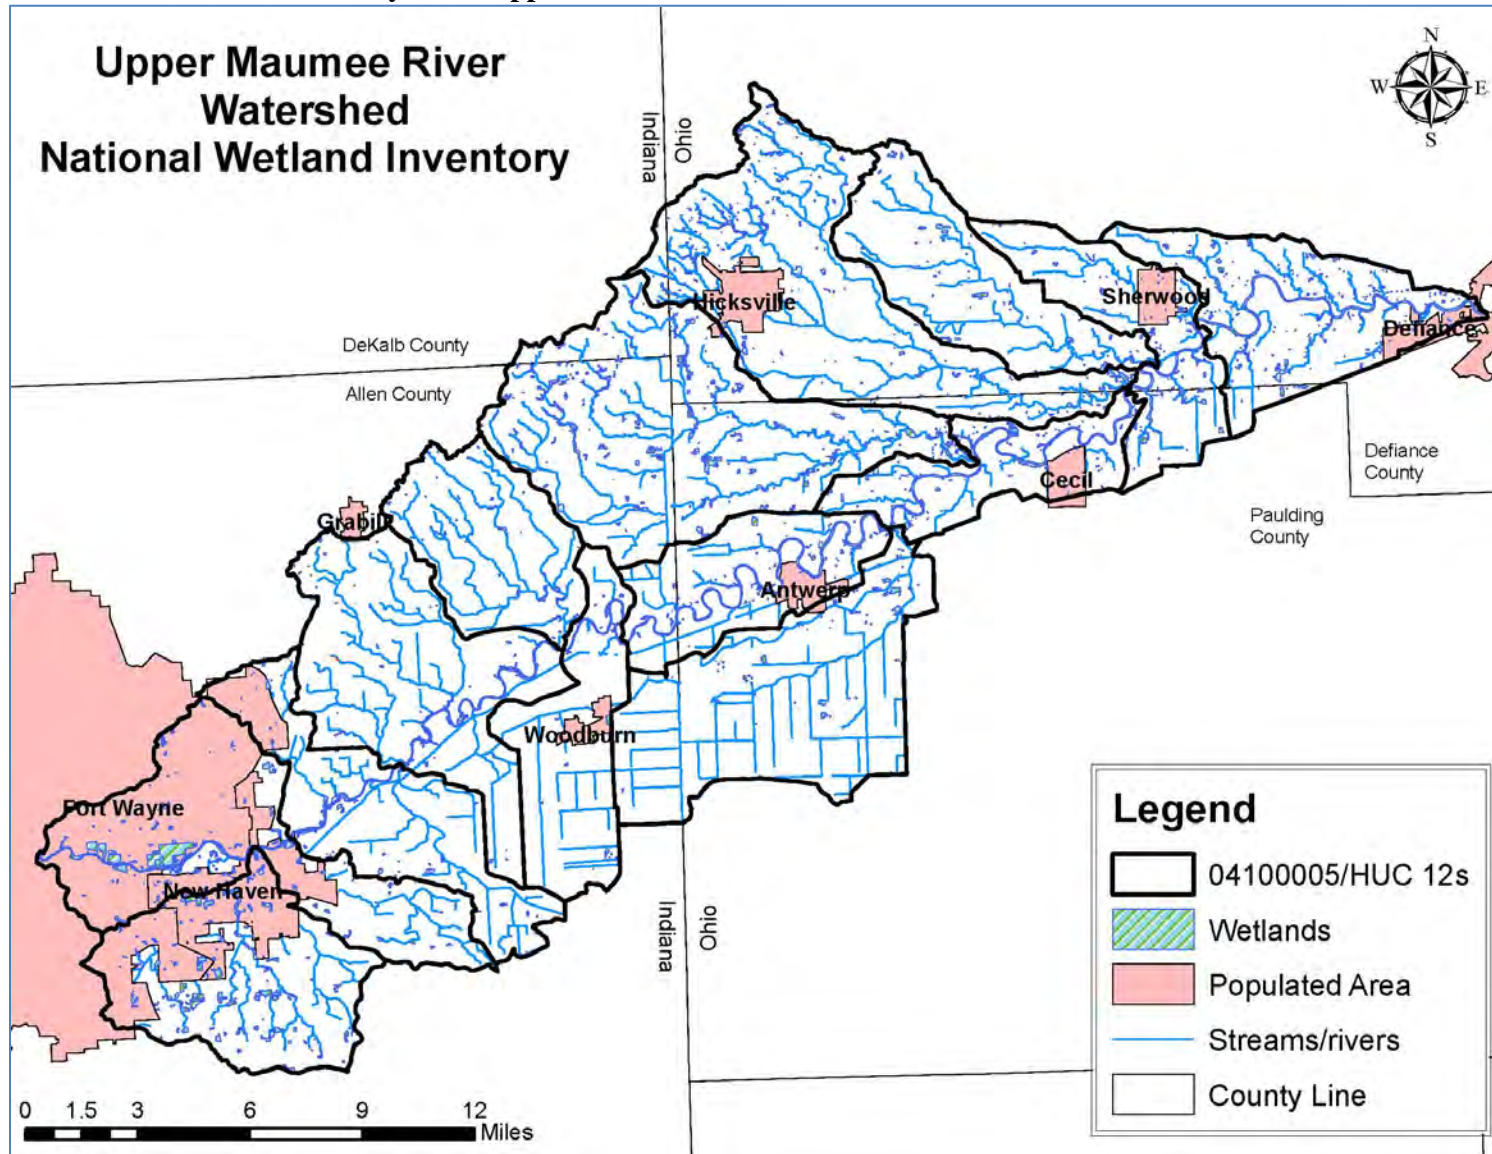 Upper Maumee River
Watershed
National Wetland Inventory
N
W
E
S
Indiana
Ohio
Hicksville
Sherwood
Defiance
DeKalb County
Allen County
Defiance
County
Cecil
Paulding
County
Grabill
Antwerp
Woodburn
Fort Wayne
New Haven
Indiana
Ohio
Legend
04100005/HUC 12s
Wetlands
Populated Area
Streams/rivers
County Line
0 1.5 3 6 9 12
Miles